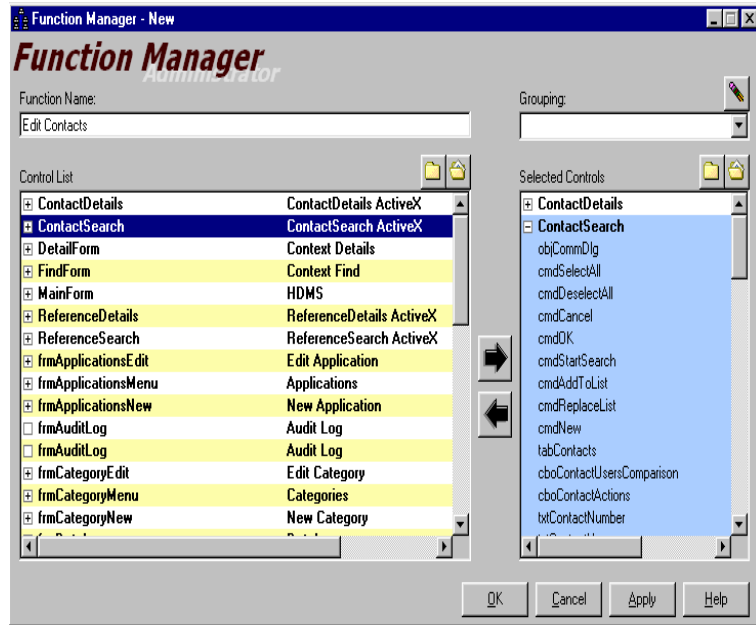 Function Manager - New
Function Manager
Administrator
Function Name:
Grouping:
Edit Contacts
Control List
Selected Controls
ContactDetails ContactDetails ActiveX
ContactSearch ContactSearch ActiveX
DetailForm Context Details
FindForm Context Find
MainForm HDMS
ReferenceDetails ReferenceDetails ActiveX
ReferenceSearch ReferenceSearch ActiveX
frmApplicationsEdit Edit Application
frmApplicationsMenu Applications
frmApplicationsNew New Application
frmAuditLog Audit Log
frmAuditLog Audit Log
frmCategoryEdit Edit Category
frmCategoryMenu Categories
frmCategoryNew New Category
ContactDetails
ContactSearch
objCommDlg
cmdSelectAll
cmdDeselectAll
cmdCancel
cmdOK
cmdStartSearch
cmdAddToList
cmdReplaceList
cmdNew
tabContacts
cboContactUsersComparison
cboContactActions
txtContactNumber
OK Cancel Apply Help